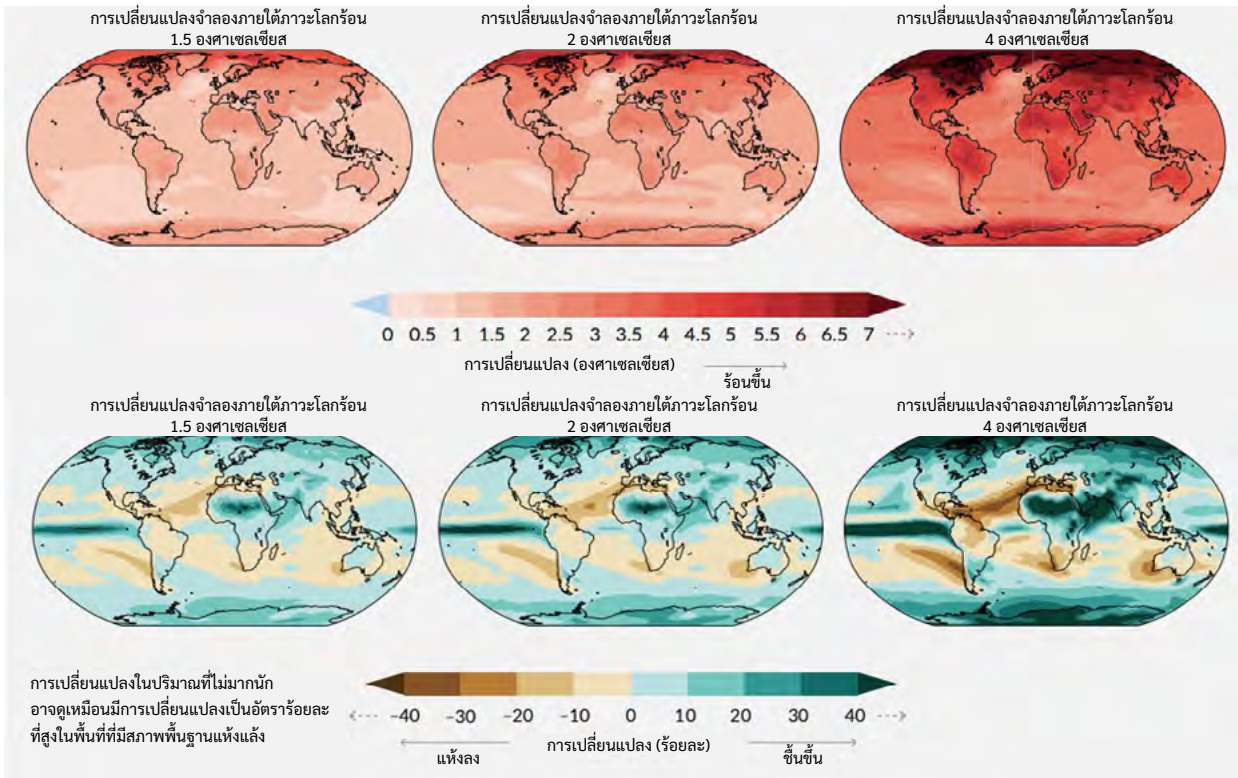 การเปลี่ยนแปลงจำลองภายใต้ภาวะโลกร้อน
1.5 องศาเซลเซียส
การเปลี่ยนแปลงจำลองภายใต้ภาวะโลกร้อน
2 องศาเซลเซียส
การเปลี่ยนแปลงจำลองภายใต้ภาวะโลกร้อน
4 องศาเซลเซียส
0 0.5 1 1.5 2 2.5 3 3.5 4 4.5 5 5.5 6 6.5 7
การเปลี่ยนแปลง (องศาเซลเซียส)
ร้อนขึ้น
การเปลี่ยนแปลงจำลองภายใต้ภาวะโลกร้อน
1.5 องศาเซลเซียส
การเปลี่ยนแปลงจำลองภายใต้ภาวะโลกร้อน
2 องศาเซลเซียส
การเปลี่ยนแปลงจำลองภายใต้ภาวะโลกร้อน
4 องศาเซลเซียส
การเปลี่ยนแปลงในปริมาณที่ไม่มากนัก
อาจดูเหมือนมีการเปลี่ยนแปลงเป็นอัตราร้อยละ
ที่สูงในพื้นที่ที่มีสภาพพื้นฐานแห้งแล้ง
-40 -30 -20 -10 0 10 20 30 40
การเปลี่ยนแปลง (ร้อยละ)
แห้งลง
ชื้นขึ้น